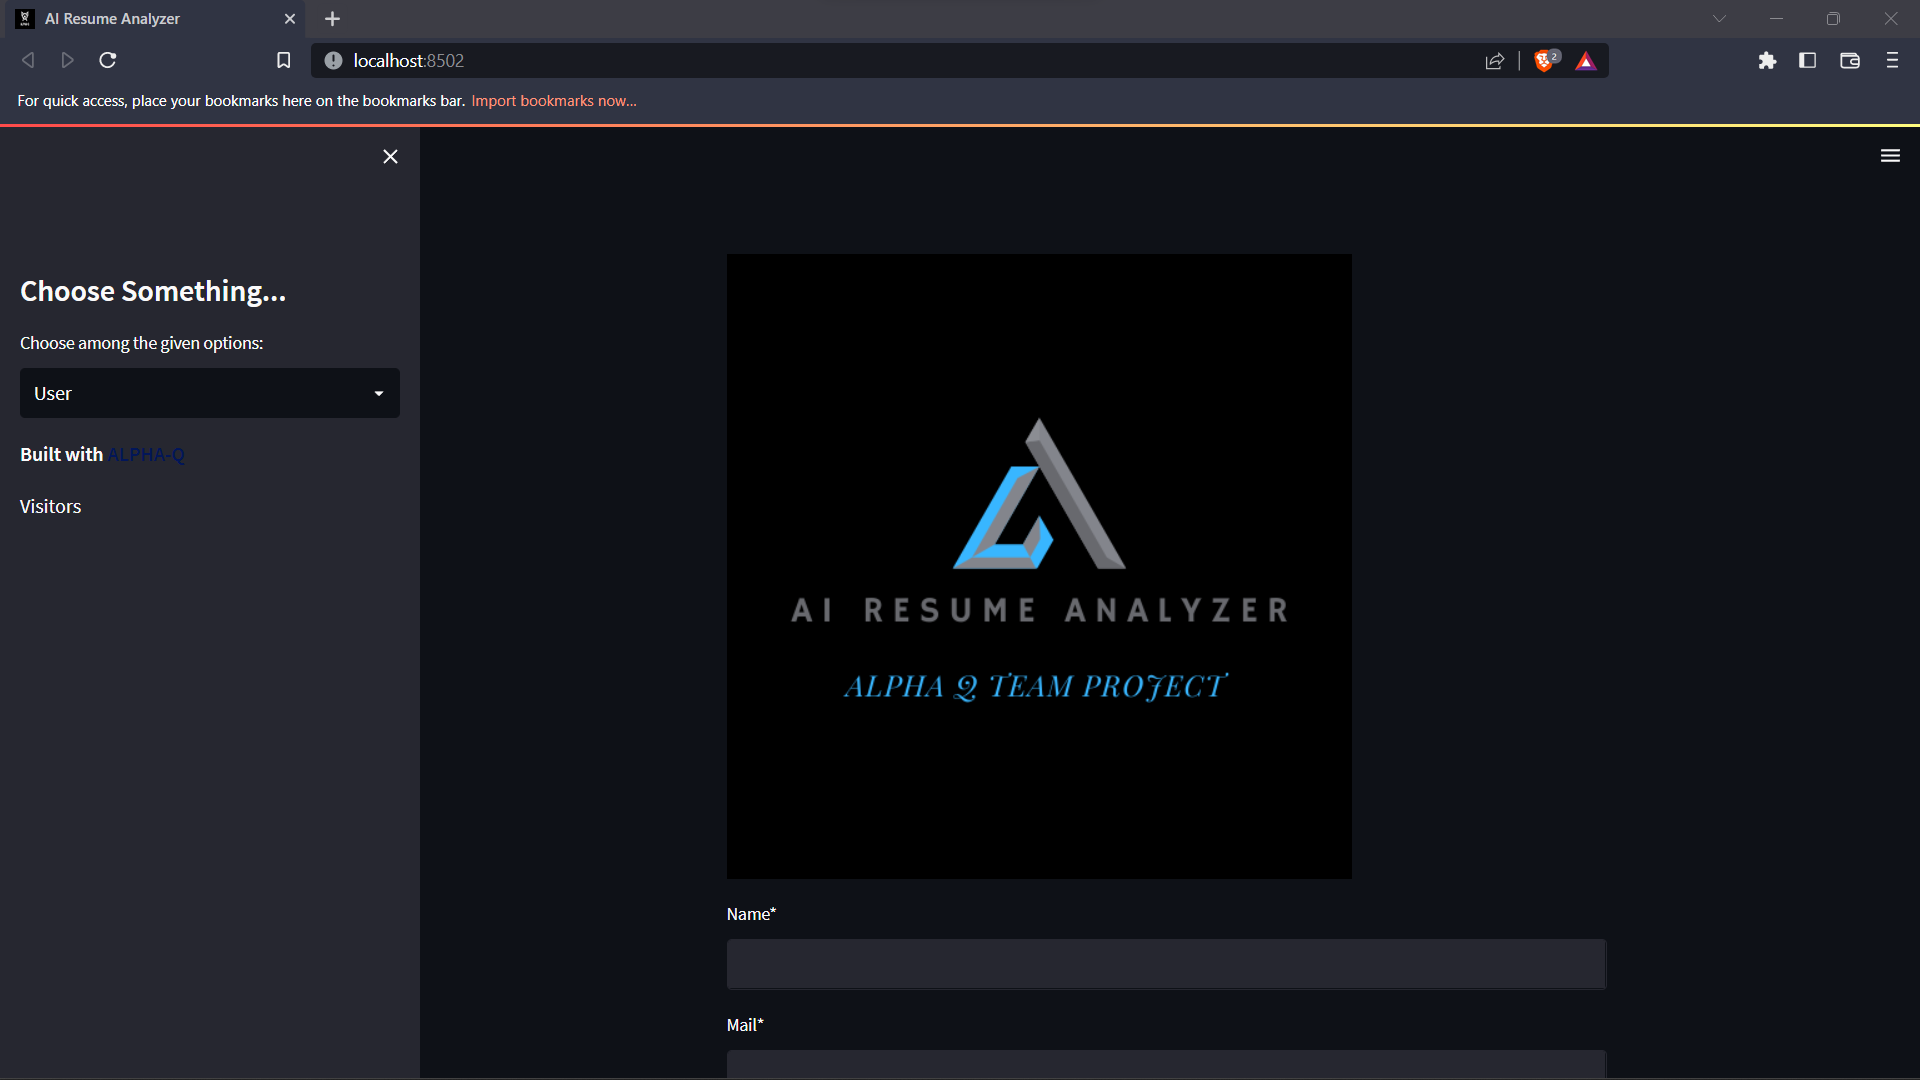 AI Resume Analyzer
localhost:8502
2
For quick access, place your bookmarks here on the bookmarks bar. Import bookmarks now...
Choose Something...
Choose among the given options:
User
Built with ALPHA-Q
Visitors
AI RESUME ANALYZER
ALPHA Q TEAM PROJECT
Name*
Mail*